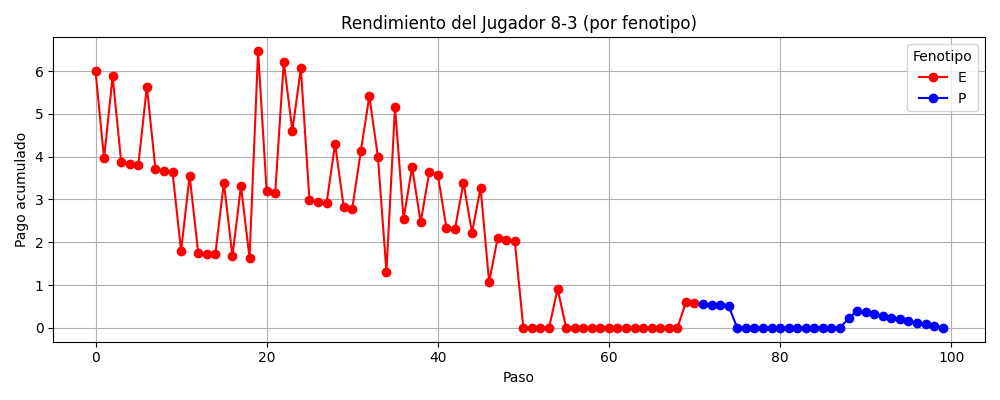 Rendimiento del Jugador 8-3 (por fenotipo)
Pago acumulado
6
5
4
3
2
1
0
Fenotipo
E
P
0 20 40 60 80 100
Paso